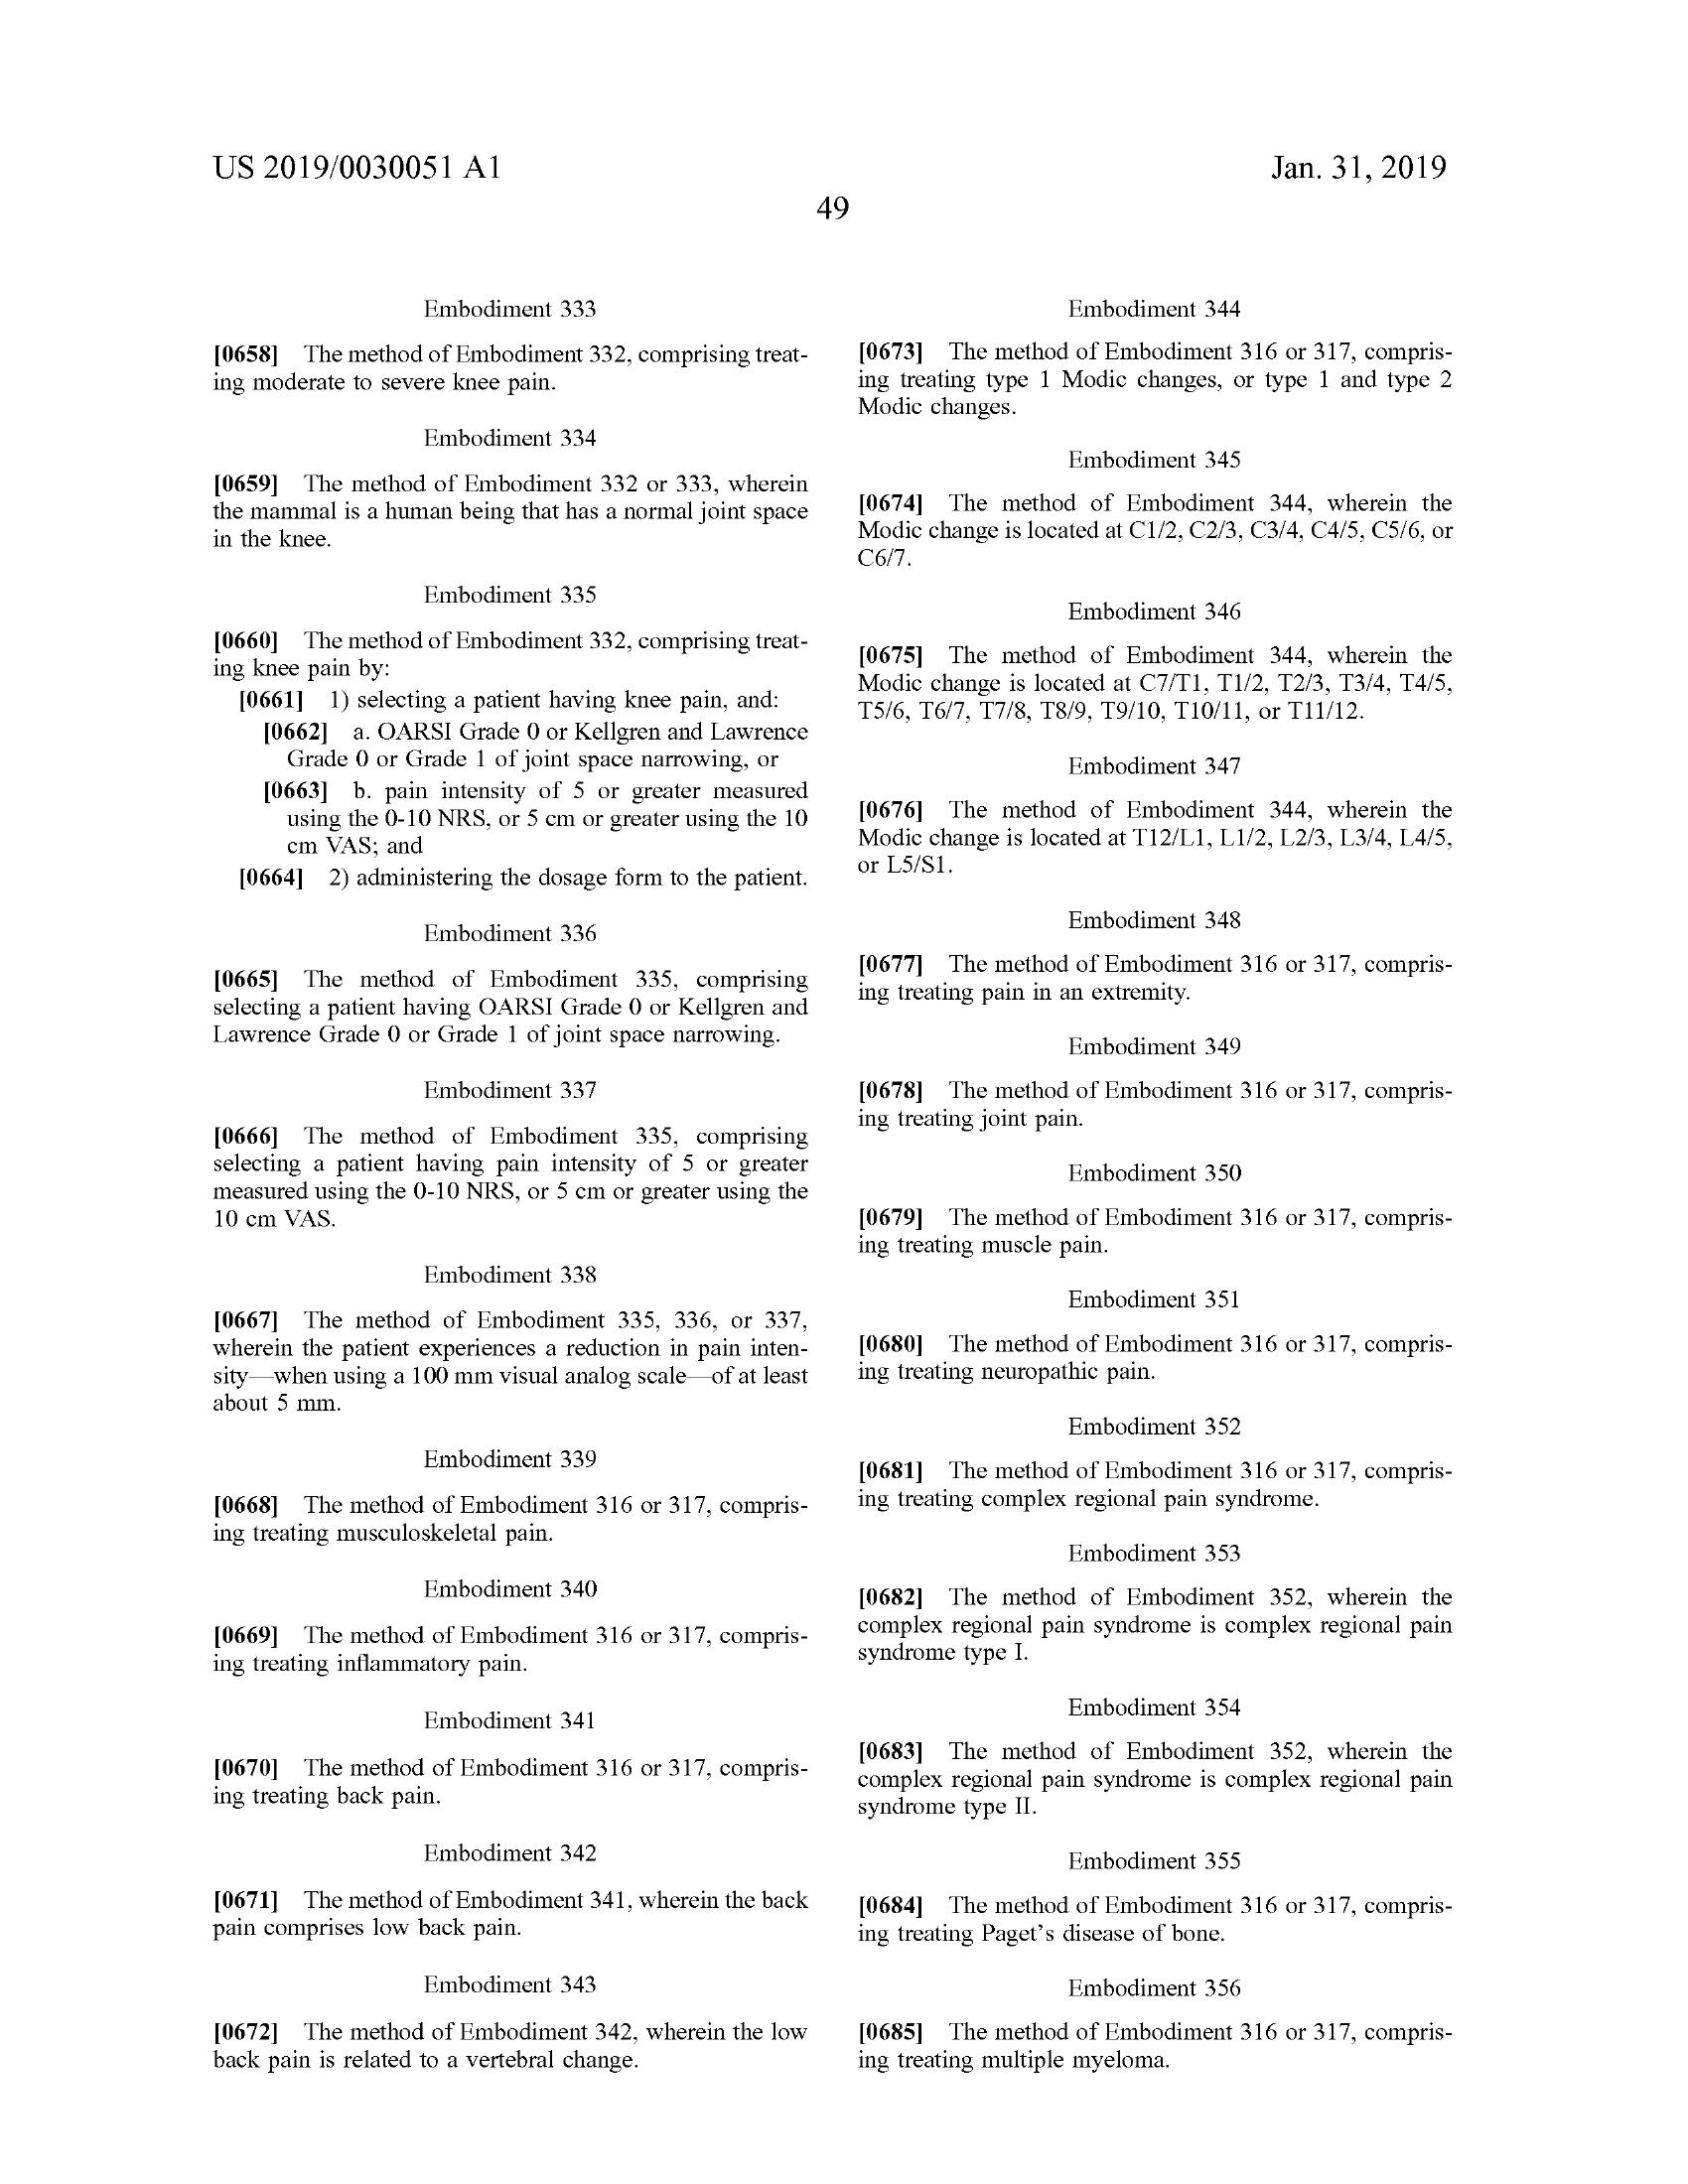 US 2019/0030051 A1
Jan. 31, 2019
49
Embodiment 333
[0658] The method of Embodiment 332, comprising treat-
ing moderate to severe knee pain.
Embodiment 334
[0659] The method of Embodiment 332 or 333, wherein
the mammal is a human being that has a normal joint space
in the knee.
Embodiment 335
[0660] The method of Embodiment 332, comprising treat-
ing knee pain by:
[0661] 1) selecting a patient having knee pain, and:
[0662] a. OARSI Grade 0 or Kellgren and Lawrence
Grade 0 or Grade 1 of joint space narrowing, or
[0663] b. pain intensity of 5 or greater measured
using the 0-10 NRS, or 5 cm or greater using the 10
cm VAS; and
[0664] 2) administering the dosage form to the patient.
Embodiment 336
[0665] The method of Embodiment 335, comprising
selecting a patient having OARSI Grade 0 or Kellgren and
Lawrence Grade 0 or Grade 1 of joint space narrowing.
Embodiment 337
[0666] The method of Embodiment 335, comprising
selecting a patient having pain intensity of 5 or greater
measured using the 0-10 NRS, or 5 cm or greater using the
10 cm VAS.
Embodiment 338
[0667] The method of Embodiment 335, 336, or 337,
wherein the patient experiences a reduction in pain inten-
sity—when using a 100 mm visual analog scale—of at least
about 5 mm.
Embodiment 339
[0668] The method of Embodiment 316 or 317, compris-
ing treating musculoskeletal pain.
Embodiment 340
[0669] The method of Embodiment 316 or 317, compris-
ing treating inflammatory pain.
Embodiment 341
[0670] The method of Embodiment 316 or 317, compris-
ing treating back pain.
Embodiment 342
[0671] The method of Embodiment 341, wherein the back
pain comprises low back pain.
Embodiment 343
[0672] The method of Embodiment 342, wherein the low
back pain is related to a vertebral change.
Embodiment 344
[0673] The method of Embodiment 316 or 317, compris-
ing treating type 1 Modic changes, or type 1 and type 2
Modic changes.
Embodiment 345
[0674] The method of Embodiment 344, wherein the
Modic change is located at C1/2, C2/3, C3/4, C4/5, C5/6, or
C6/7.
Embodiment 346
[0675] The method of Embodiment 344, wherein the
Modic change is located at C7/T1, T1/2, T2/3, T3/4, T4/5,
T5/6, T6/7, T7/8, T8/9, T9/10, T10/11, or T11/12.
Embodiment 347
[0676] The method of Embodiment 344, wherein the
Modic change is located at T12/L1, L1/2, L2/3, L3/4, L4/5,
or L5/S1.
Embodiment 348
[0677] The method of Embodiment 316 or 317, compris-
ing treating pain in an extremity.
Embodiment 349
[0678] The method of Embodiment 316 or 317, compris-
ing treating joint pain.
Embodiment 350
[0679] The method of Embodiment 316 or 317, compris-
ing treating muscle pain.
Embodiment 351
[0680] The method of Embodiment 316 or 317, compris-
ing treating neuropathic pain.
Embodiment 352
[0681] The method of Embodiment 316 or 317, compris-
ing treating complex regional pain syndrome.
Embodiment 353
[0682] The method of Embodiment 352, wherein the
complex regional pain syndrome is complex regional pain
syndrome type I.
Embodiment 354
[0683] The method of Embodiment 352, wherein the
complex regional pain syndrome is complex regional pain
syndrome type II.
Embodiment 355
[0684] The method of Embodiment 316 or 317, compris-
ing treating Paget’s disease of bone.
Embodiment 356
[0685] The method of Embodiment 316 or 317, compris-
ing treating multiple myeloma.